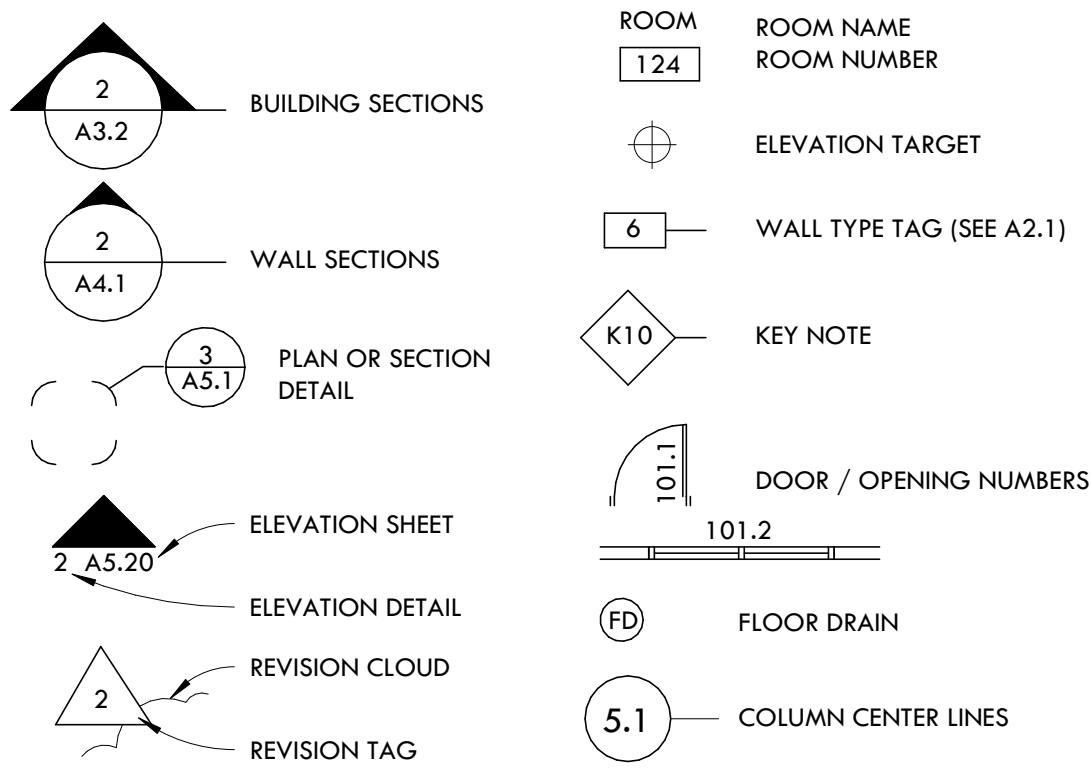 2
A3.2
BUILDING SECTIONS
2
A4.1
WALL SECTIONS
3
A5.1
PLAN OR SECTION
DETAIL
2 A5.20
ELEVATION SHEET
ELEVATION DETAIL
2
REVISION CLOUD
REVISION TAG
ROOM
124
ROOM NAME
ROOM NUMBER
ELEVATION TARGET
6
WALL TYPE TAG (SEE A2.1)
K10
KEY NOTE
101.1
DOOR / OPENING NUMBERS
101.2
FD
FLOOR DRAIN
5.1
COLUMN CENTER LINES